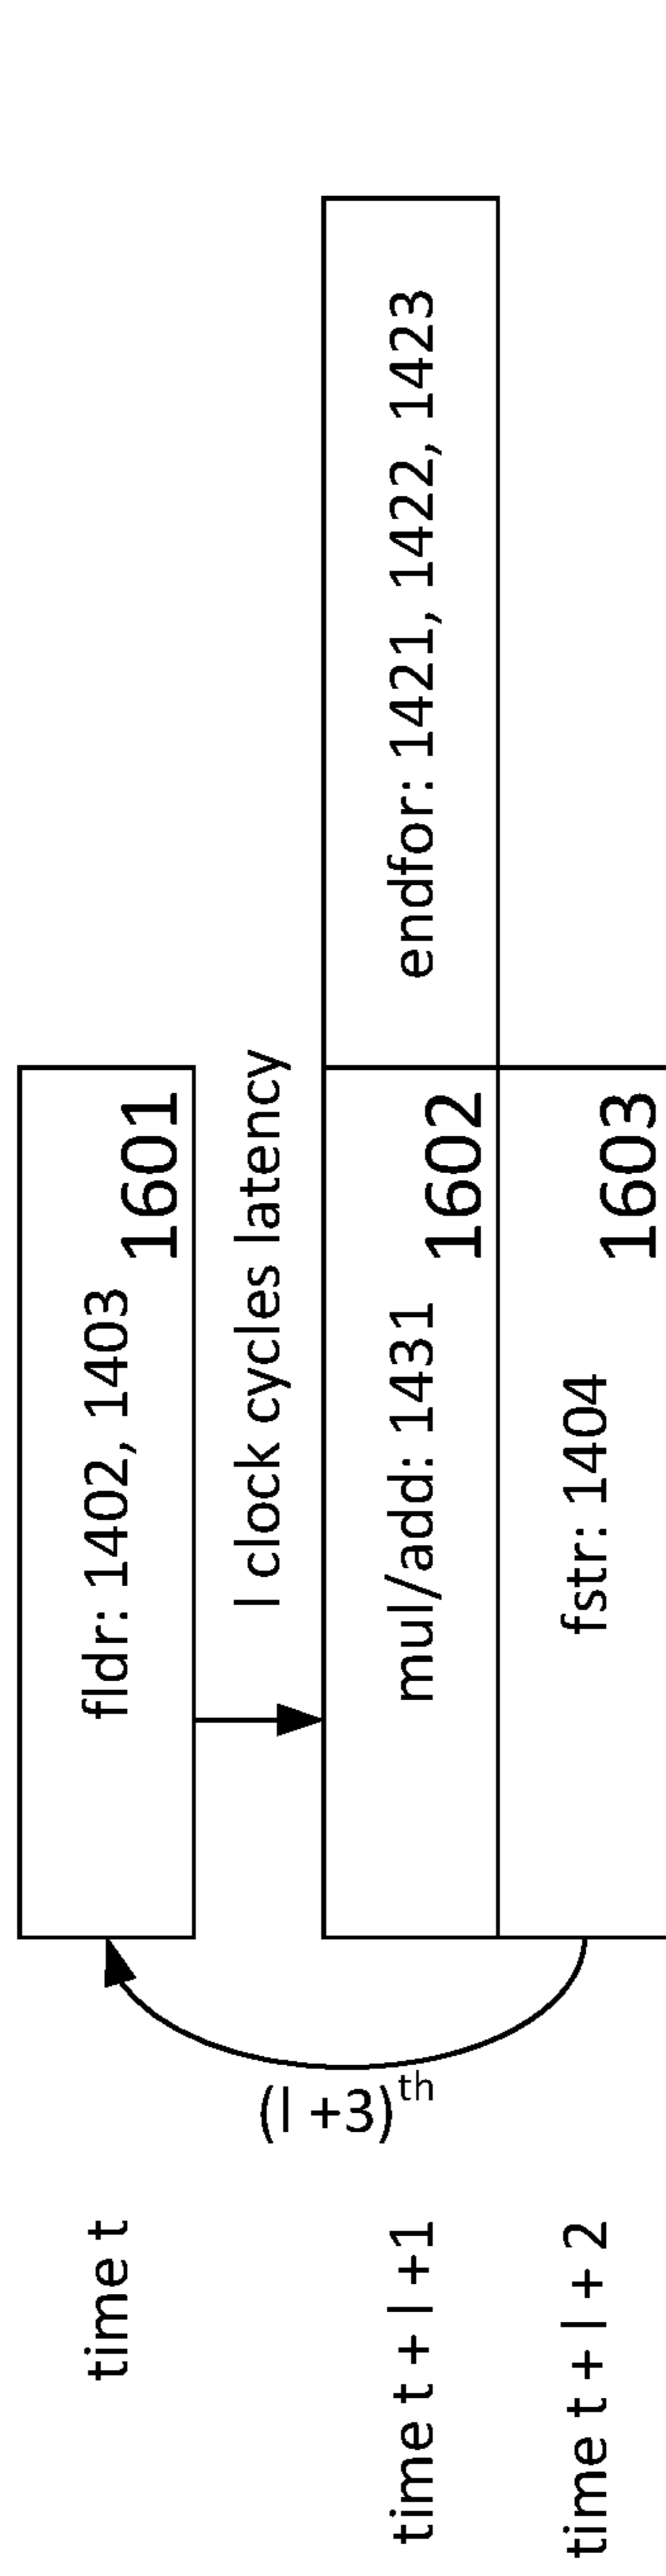 time t
fldr: 1402, 1403
1601
(l +3)th
l clock cycles latency
time t + l +1
mul/add: 1431
1602
endfor: 1421, 1422, 1423
time t + l + 2
fstr: 1404
1603